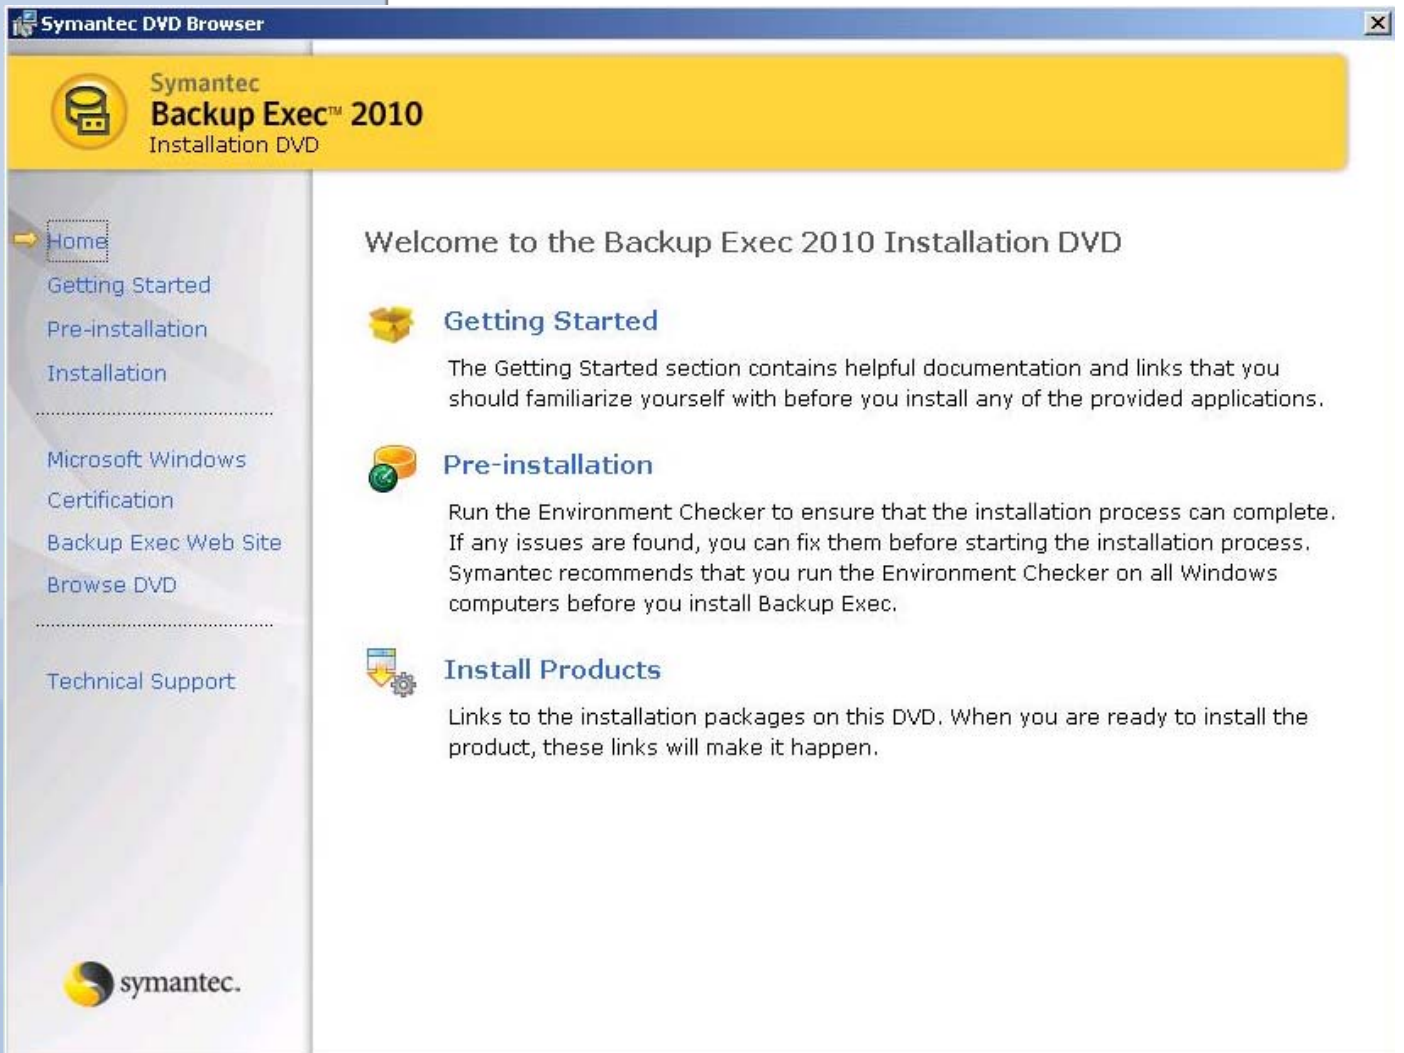 Symantec DVD Browser
Symantec
Backup Exec™ 2010
Installation DVD
Home
Getting Started
Pre-installation
Installation
Microsoft Windows
Certification
Backup Exec Web Site
Browse DVD
Technical Support
symantec.
Welcome to the Backup Exec 2010 Installation DVD
Getting Started
The Getting Started section contains helpful documentation and links that you
should familiarize yourself with before you install any of the provided applications.
Pre-installation
Run the Environment Checker to ensure that the installation process can complete.
If any issues are found, you can fix them before starting the installation process.
Symantec recommends that you run the Environment Checker on all Windows
computers before you install Backup Exec.
Install Products
Links to the installation packages on this DVD. When you are ready to install the
product, these links will make it happen.